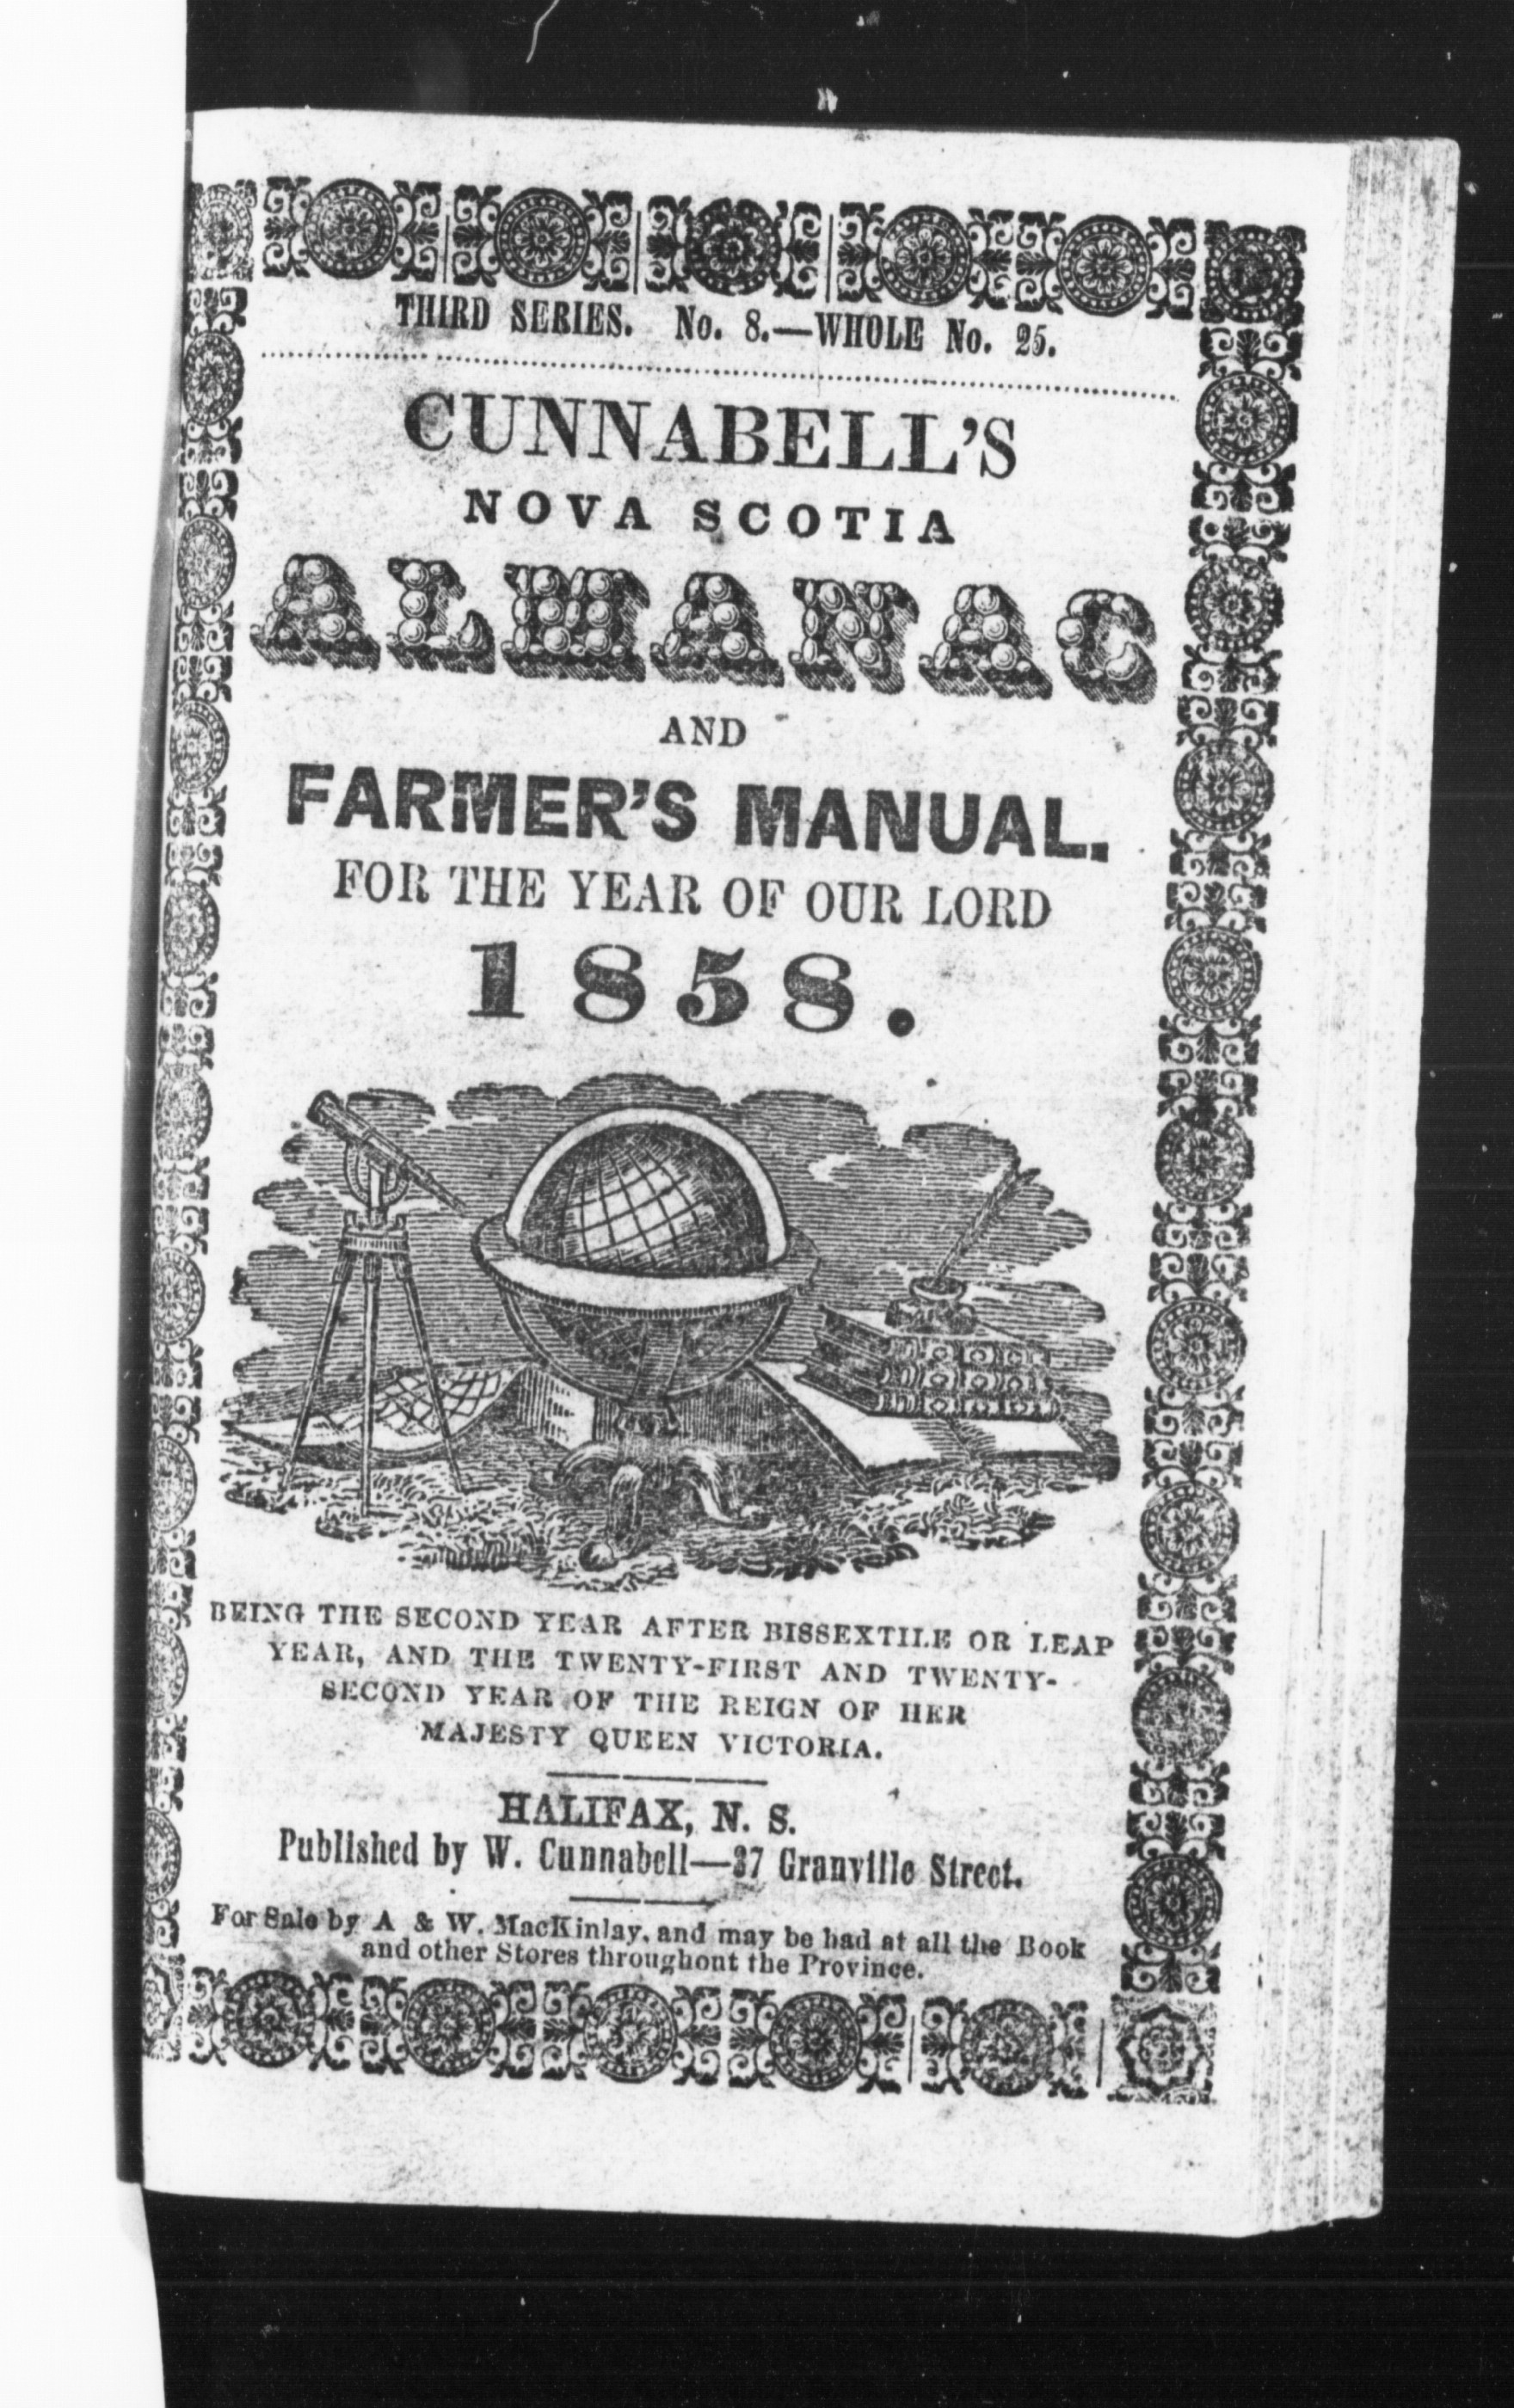 THIRD SERIES. No. 8.—WHOLE No. 25.
CUNNABELL'S
NOVA SCOTIA
ALMANAC
AND
FARMER'S MANUAL.
FOR THE YEAR OF OUR LORD
1858.
BEING THE SECOND YEAR AFTER BISSEXTILE OR LEAP
YEAR, AND THE TWENTY-FIRST AND TWENTY-
SECOND YEAR OF THE REIGN OF HER
MAJESTY QUEEN VICTORIA.
HALIFAX, N. S.
Published by W. Cunnabell—37 Granville Street.
For Sale by A & W. MacKinlay, and may be had at all the Book
and other Stores throughout the Province.